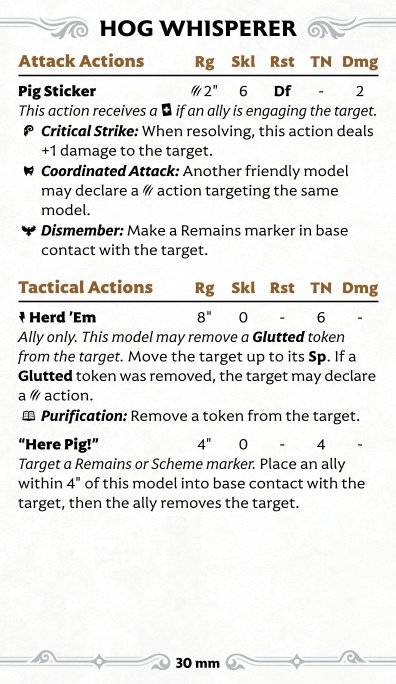 HOG WHISPERER
Attack Actions Rg Skl Rst TN Dmg
Pig Sticker 2" 6 Df - 2
This action receives a if an ally is engaging the target.
Critical Strike: When resolving, this action deals
+1 damage to the target.
Coordinated Attack: Another friendly model
may declare a action targeting the same
model.
Dismember: Make a Remains marker in base
contact with the target.
Tactical Actions Rg Skl Rst TN Dmg
Herd 'Em 8" 0 - 6 -
Ally only. This model may remove a Glutted token
from the target. Move the target up to its Sp. If a
Glutted token was removed, the target may declare
a action.
Purification: Remove a token from the target.
“Here Pig!” 4" 0 - 4 -
Target a Remains or Scheme marker. Place an ally
within 4" of this model into base contact with the
target, then the ally removes the target.
30 mm